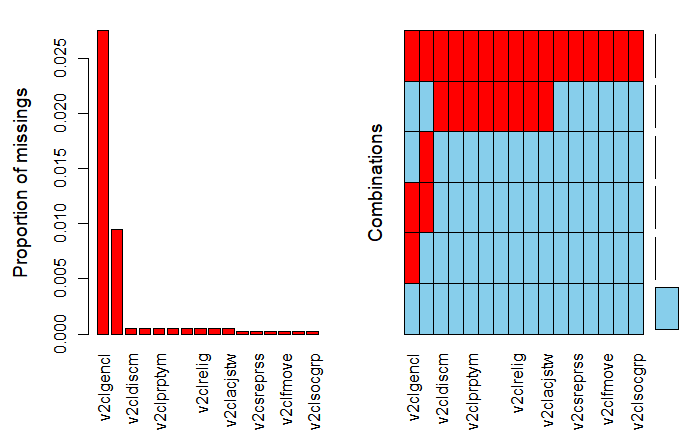 Proportion of missings
0.000
0.005
0.010
0.015
0.020
0.025
v2clgencl
v2cldiscm
v2clprptym
v2clrelig
v2clacjstw
v2csreprss
v2clfmove
v2clsocgrp
Combinations
v2clgencl
v2cldiscm
v2clprptym
v2clrelig
v2clacjstw
v2csreprss
v2clfmove
v2clsocgrp